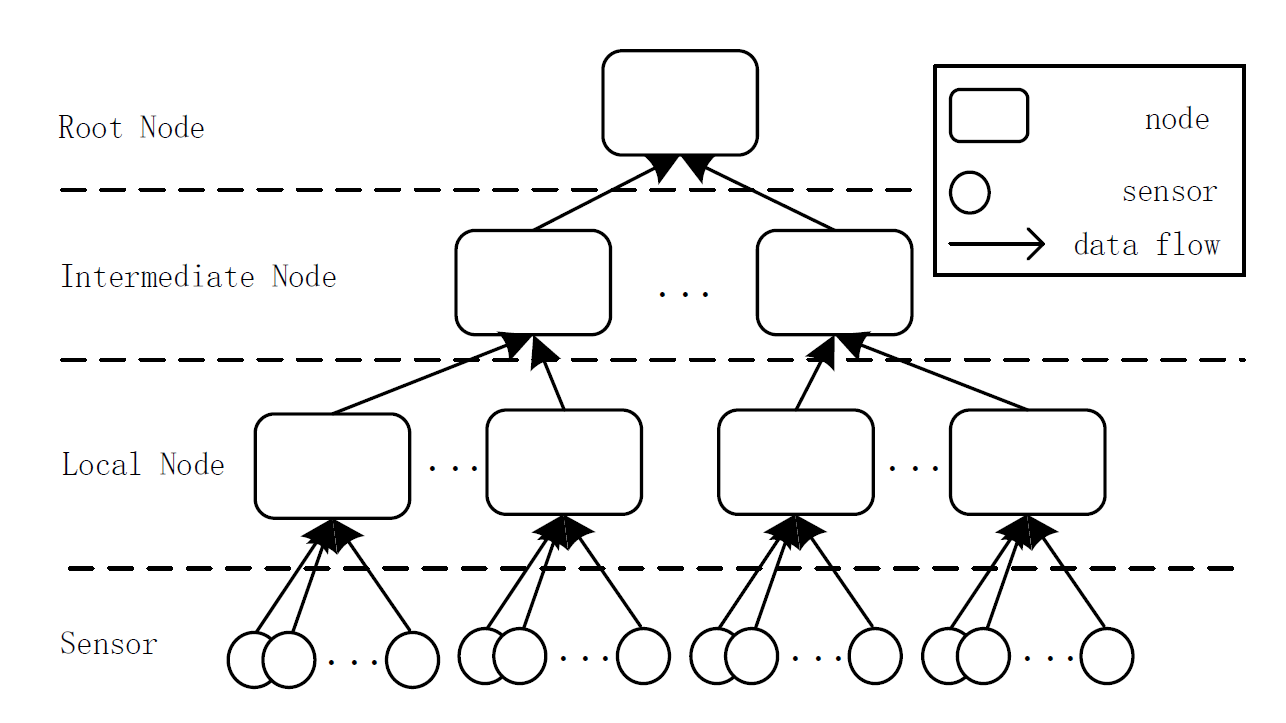 Root Node
node
sensor
data flow
Intermediate Node
...
Local Node
...
...
Sensor
...
...
...
...